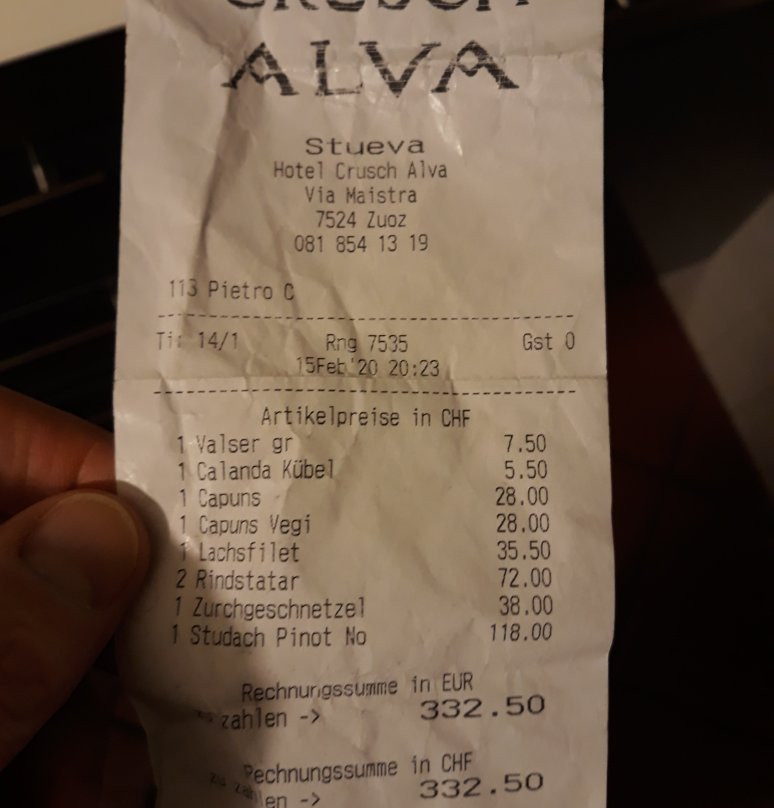 CRUSCH
ALVA
Stueva
Hotel Crusch Alva
Via Maistra
7524 Zuoz
081 854 13 19
113 Pietro C
14/1 Rng 7535 Gst 0
15Feb'20 20:23
Artikelpreise in CHF
1 Valser gr 7.50
1 Calanda Kübel 5.50
1 Capuns 28.00
1 Capuns Vegi 28.00
1 Lachsfilet 35.50
2 Rindstatar 72.00
1 Zurchgeschnetzel 38.00
1 Studach Pinot No 118.00
Rechnungssumme in EUR
zu zahlen -> 332.50
Rechnungssumme in CHF
zu zahlen -> 332.50